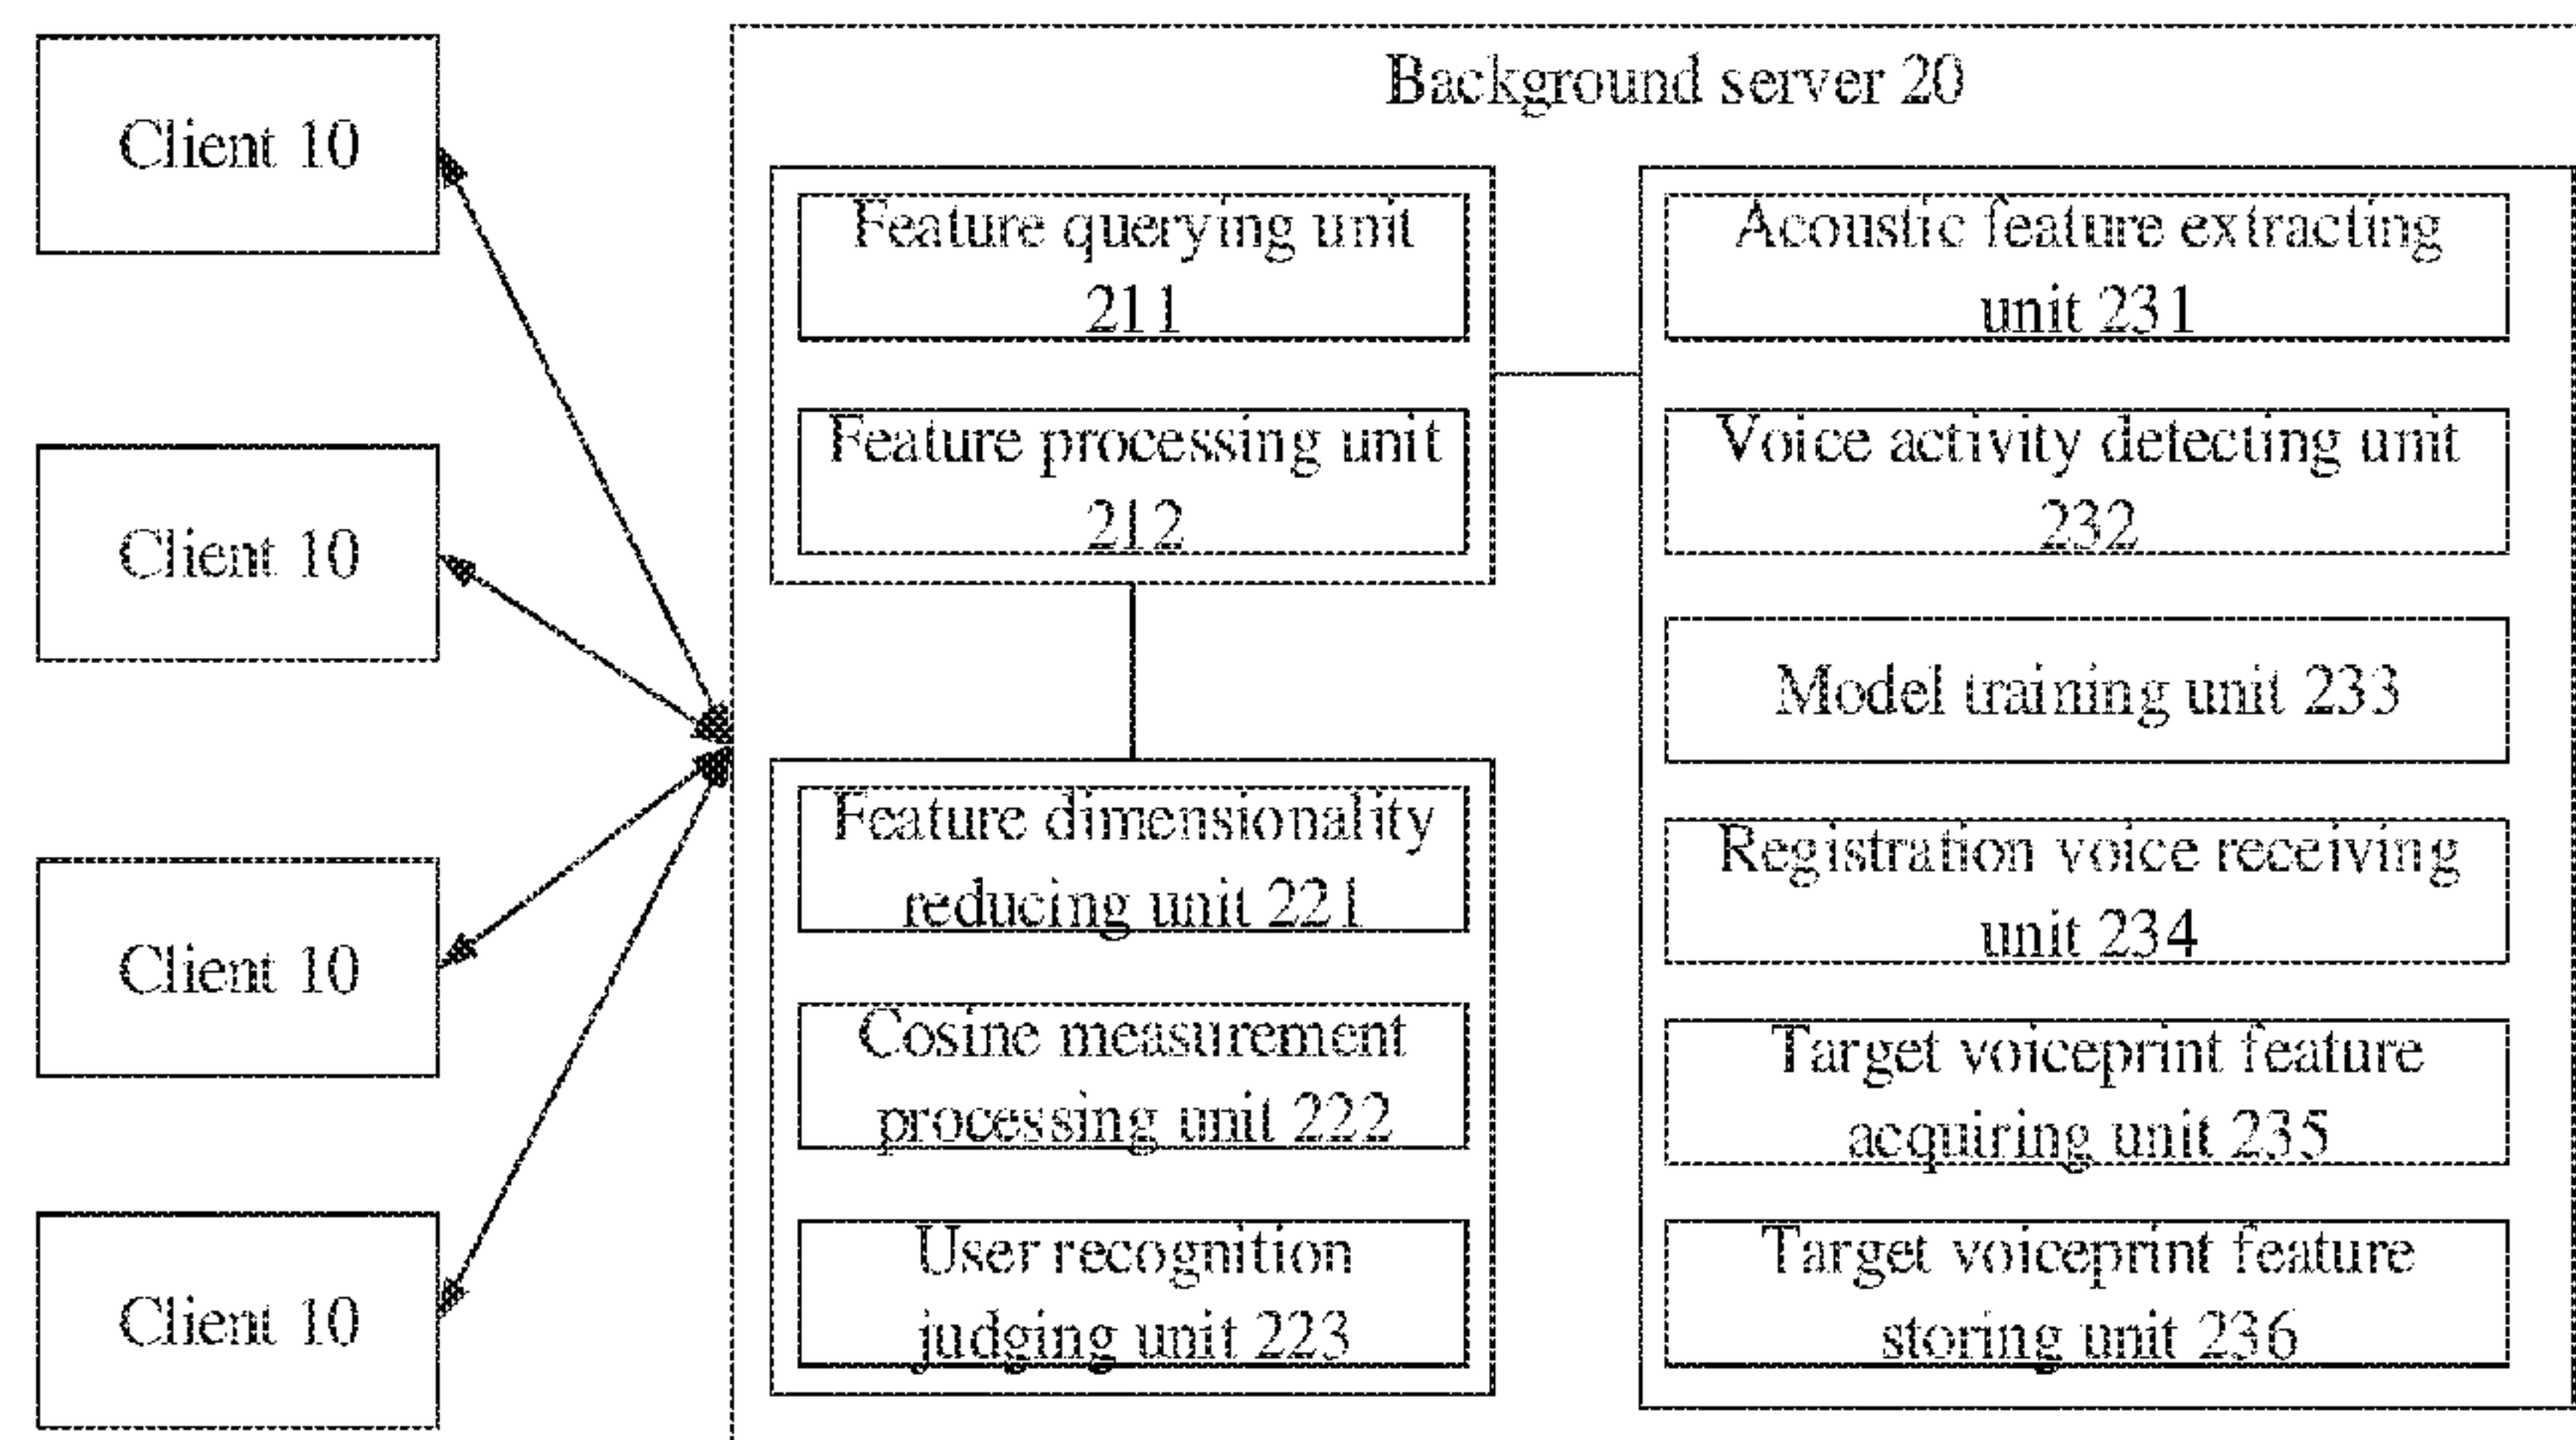 Client 10
Client 10
Client 10
Client 10
Background server 20
Feature querying unit
211
Feature processing unit
212
Feature dimensionality
reducing unit 221
Cosine measurement
processing unit 222
User recognition
judging unit 223
Acoustic feature extracting
unit 231
Voice activity detecting unit
232
Model training unit 233
Registration voice receiving
unit 234
Target voiceprint feature
acquiring unit 235
Target voiceprint feature
storing unit 236